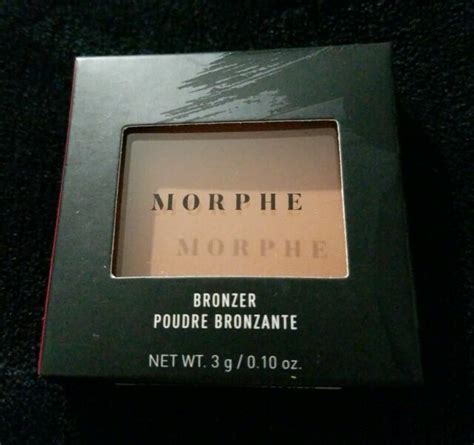 MORPHE
MORPHE
BRONZER
POUDRE BRONZANTE
NET WT. 3 g / 0.10 oz.